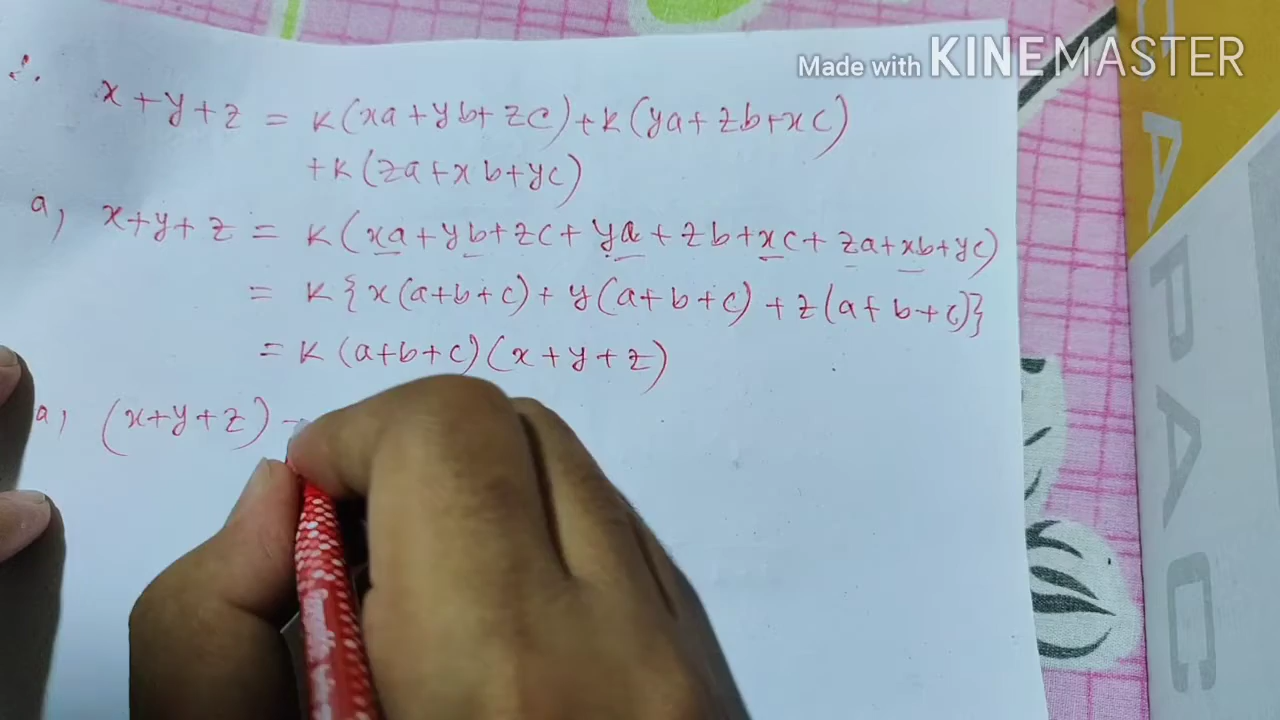 Made with KINEMASTER
x+y+z = k(xa+yb+zc)+k(ya+zb+xc)
+k(za+xb+yc)
a, x+y+z = k(xa+yb+zc+ya+zb+xc+za+xb+yc)
= k{x(a+b+c)+y(a+b+c)+z(a+b+c)}
= k(a+b+c)(x+y+z)
a, (x+y+z) -